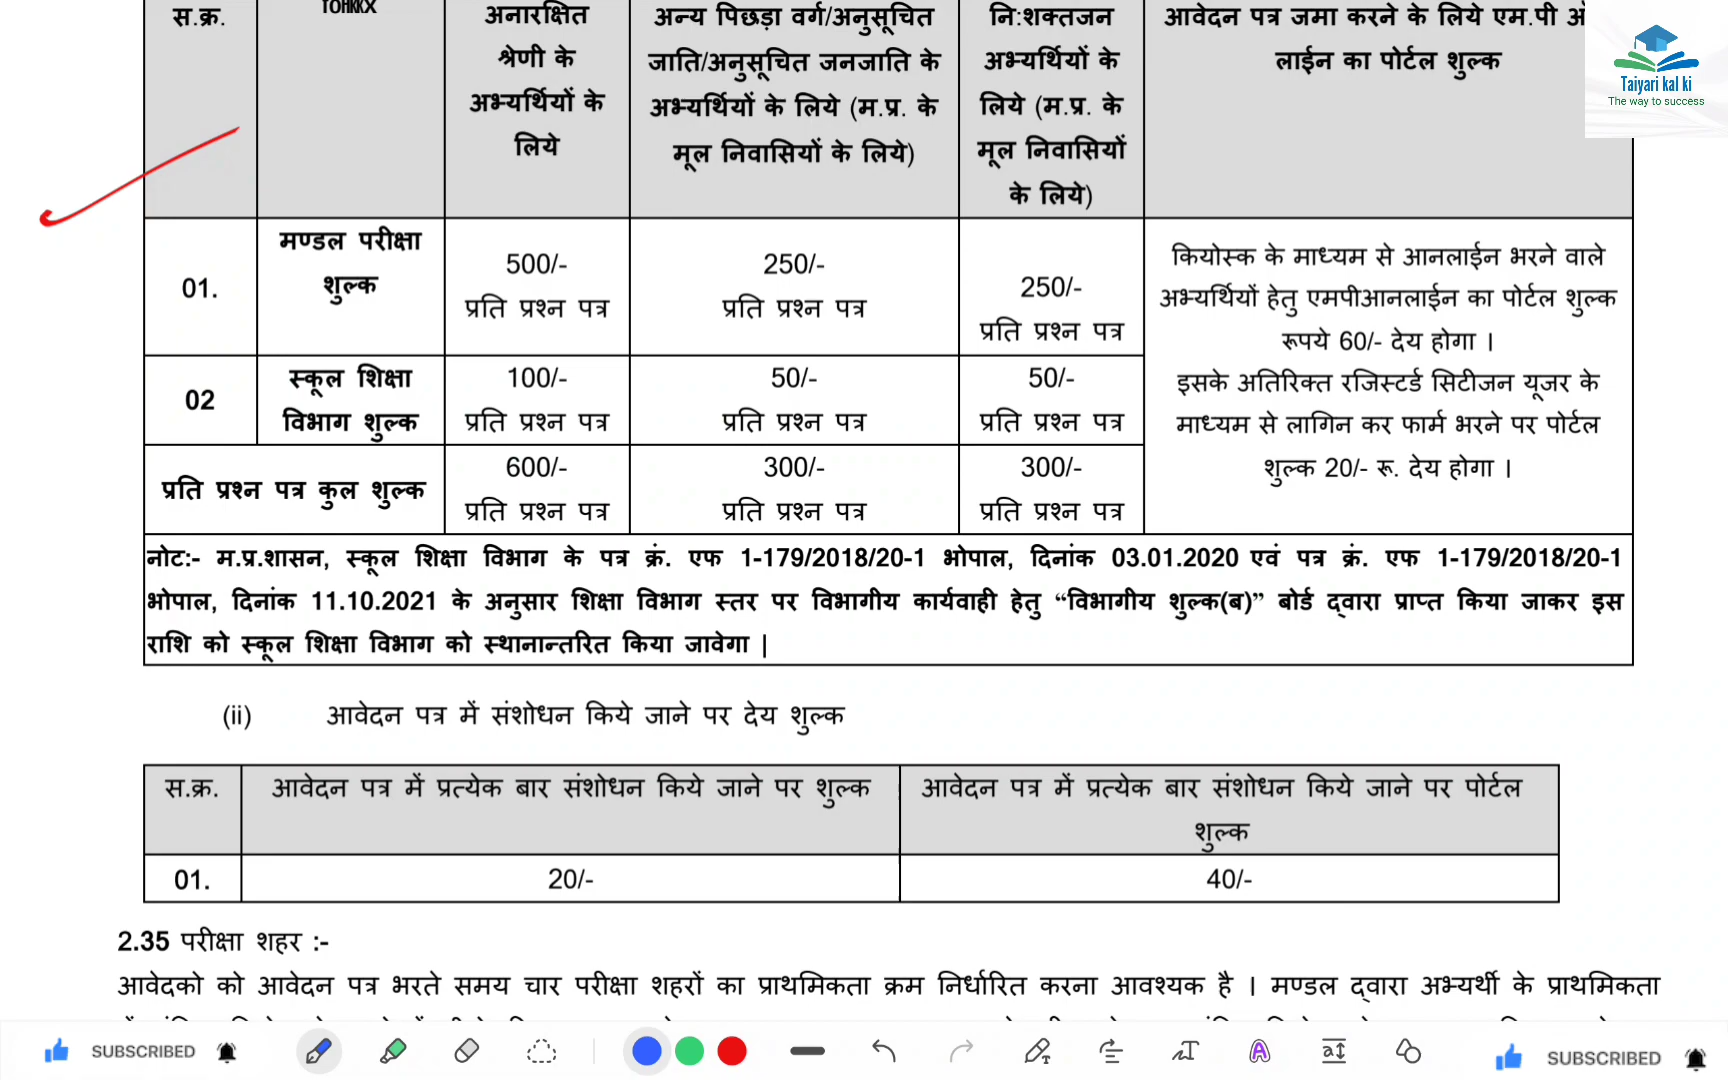 स.क्र.
अनारक्षित
श्रेणी के
अभ्यर्थियों के
लिये
अन्य पिछड़ा वर्ग/अनुसूचित
जाति/अनुसूचित जनजाति के
अभ्यर्थियों के लिये (म.प्र. के
मूल निवासियों के लिये)
नि:शक्तजन
अभ्यर्थियों के
लिये (म.प्र. के
मूल निवासियों
के लिये)
आवेदन पत्र जमा करने के लिये एम.पी
लाईन का पोर्टल शुल्क
Taiyari kal ki
The way to success
01.
मण्डल परीक्षा
शुल्क
500/-
प्रति प्रश्न पत्र
250/-
प्रति प्रश्न पत्र
250/-
प्रति प्रश्न पत्र
कियोस्क के माध्यम से आनलाईन भरने वाले
अभ्यर्थियों हेतु एमपीआनलाईन का पोर्टल शुल्क
रूपये 60/- देय होगा ।
इसके अतिरिक्त रजिस्टर्ड सिटीजन यूजर के
माध्यम से लागिन कर फार्म भरने पर पोर्टल
शुल्क 20/- रू. देय होगा ।
02
स्कूल शिक्षा
विभाग शुल्क
100/-
प्रति प्रश्न पत्र
50/-
प्रति प्रश्न पत्र
50/-
प्रति प्रश्न पत्र
प्रति प्रश्न पत्र कुल शुल्क
600/-
प्रति प्रश्न पत्र
300/-
प्रति प्रश्न पत्र
300/-
प्रति प्रश्न पत्र
नोट:- म.प्र.शासन, स्कूल शिक्षा विभाग के पत्र क्रं. एफ 1-179/2018/20-1 भोपाल, दिनांक 03.01.2020 एवं पत्र क्रं. एफ 1-179/2018/20-1
भोपाल, दिनांक 11.10.2021 के अनुसार शिक्षा विभाग स्तर पर विभागीय कार्यवाही हेतु “विभागीय शुल्क(ब)” बोर्ड द्वारा प्राप्त किया जाकर इस
राशि को स्कूल शिक्षा विभाग को स्थानान्तरित किया जावेगा |
(ii) आवेदन पत्र में संशोधन किये जाने पर देय शुल्क
स.क्र.
आवेदन पत्र में प्रत्येक बार संशोधन किये जाने पर शुल्क
आवेदन पत्र में प्रत्येक बार संशोधन किये जाने पर पोर्टल
शुल्क
01.
20/-
40/-
2.35 परीक्षा शहर :-
आवेदको को आवेदन पत्र भरते समय चार परीक्षा शहरों का प्राथमिकता क्रम निर्धारित करना आवश्यक है । मण्डल द्वारा अभ्यर्थी के प्राथमिकता
SUBSCRIBED
SUBSCRIBED